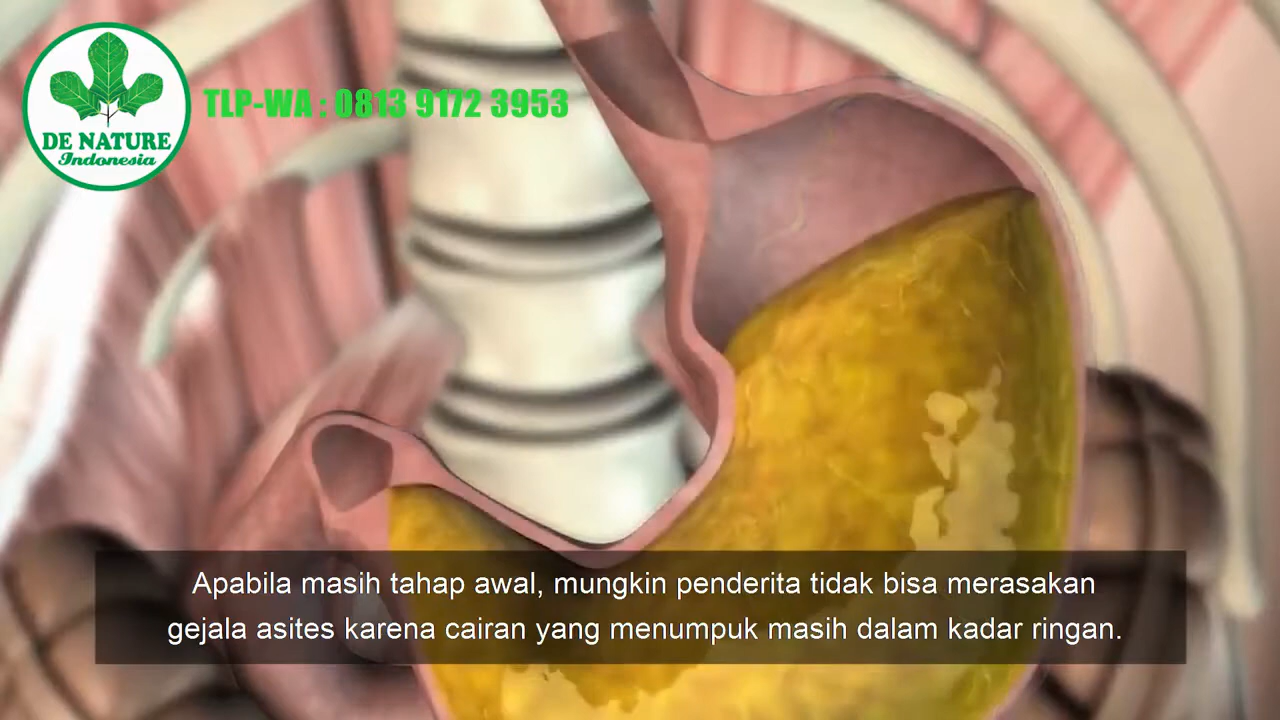 DE NATURE
Indonesia
TLP-WA : 0813 9172 3953
Apabila masih tahap awal, mungkin penderita tidak bisa merasakan
gejala asites karena cairan yang menumpuk masih dalam kadar ringan.